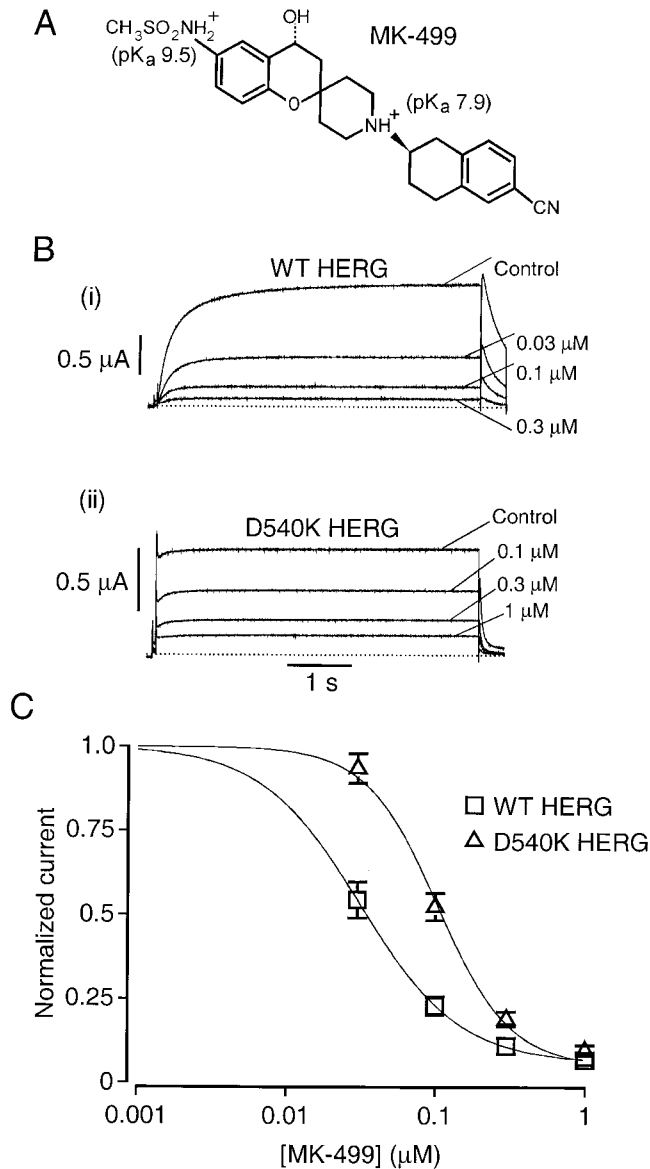 A
OH
MK-499
CH₃SO₂NH₂⁺
(pKa 9.5)
O
(pKa 7.9)
NH⁺
CN
B
WT HERG
(i)
Control
0.5 μA
0.03 μM
0.1 μM
0.3 μM
(ii)
D540K HERG
Control
0.5 μA
0.1 μM
0.3 μM
1 μM
1 s
C
1.0
0.75
0.5
0.25
0
Normalized current
WT HERG
D540K HERG
0.001
0.01
0.1
1
[MK-499] (μM)